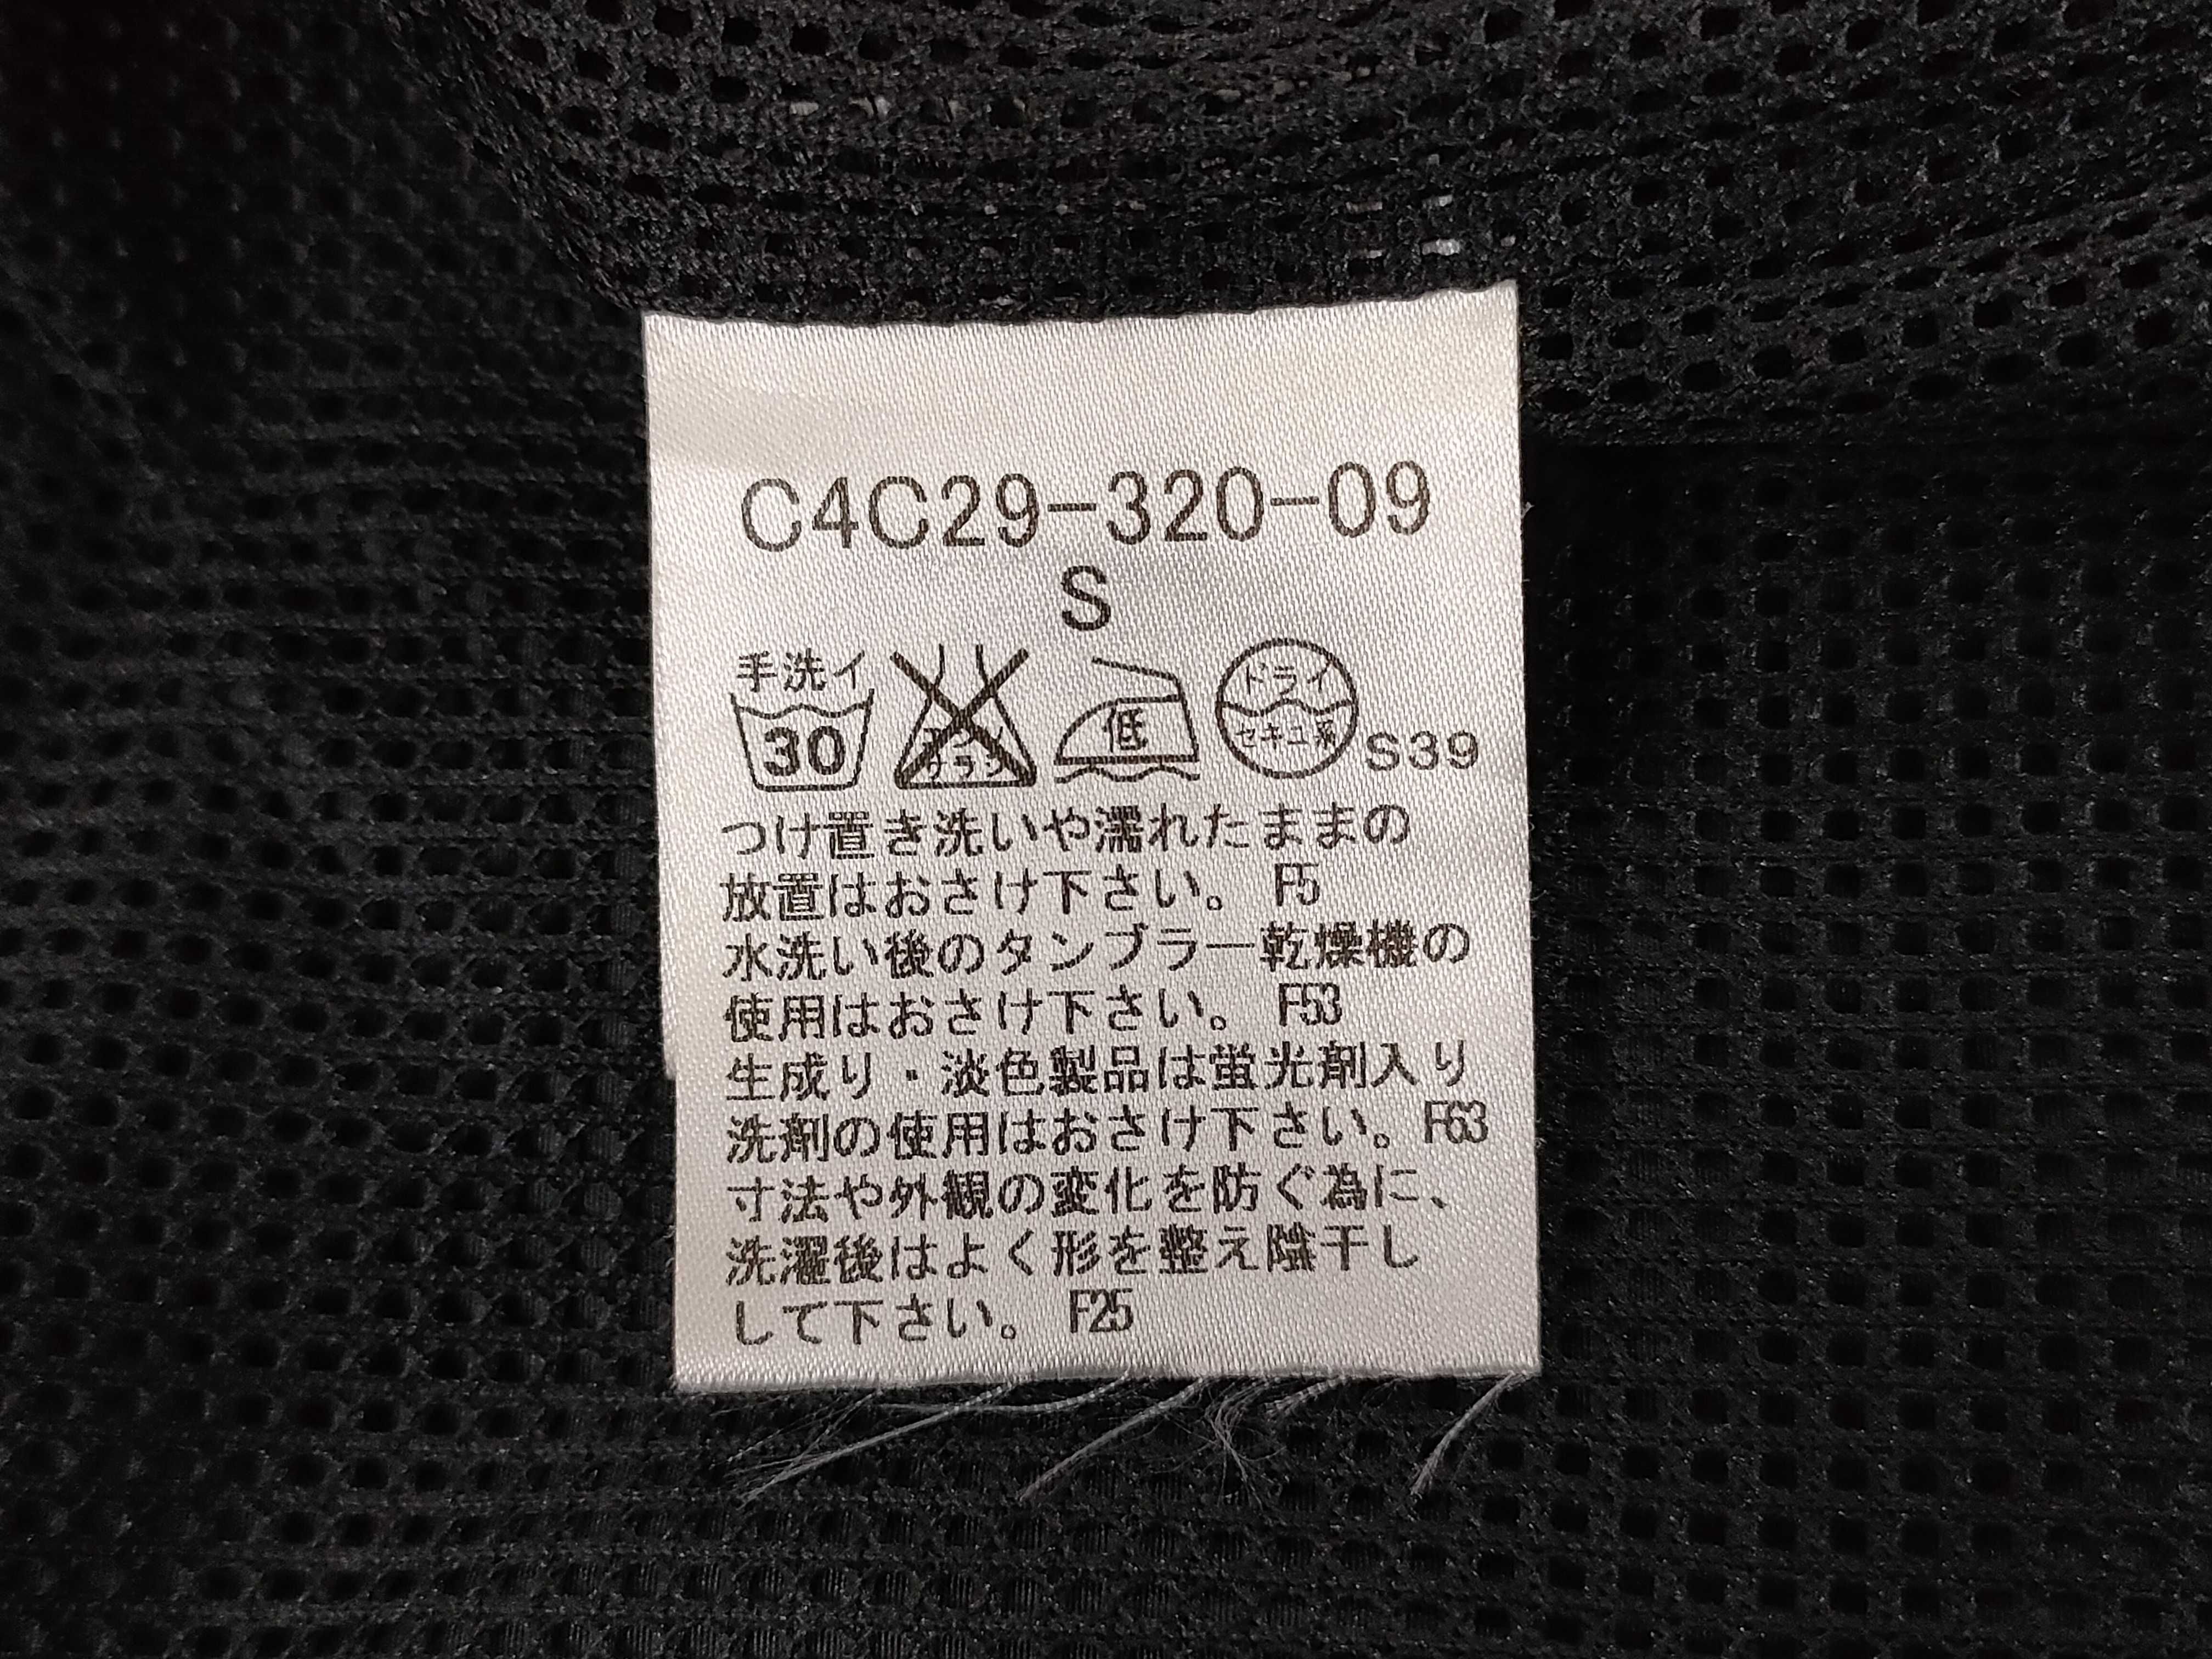 C4C29-320-09
S
手洗イ
30
エンソ
サラシ
低
ドライ
セキユ系
S39
つけ置き洗いや濡れたままの
放置はおさけ下さい。 F5
水洗い後のタンブラー乾燥機の
使用はおさけ下さい。 F53
生成り・淡色製品は蛍光剤入り
洗剤の使用はおさけ下さい。F63
寸法や外観の変化を防ぐ為に、
洗濯後はよく形を整え陰干し
して下さい。 F25